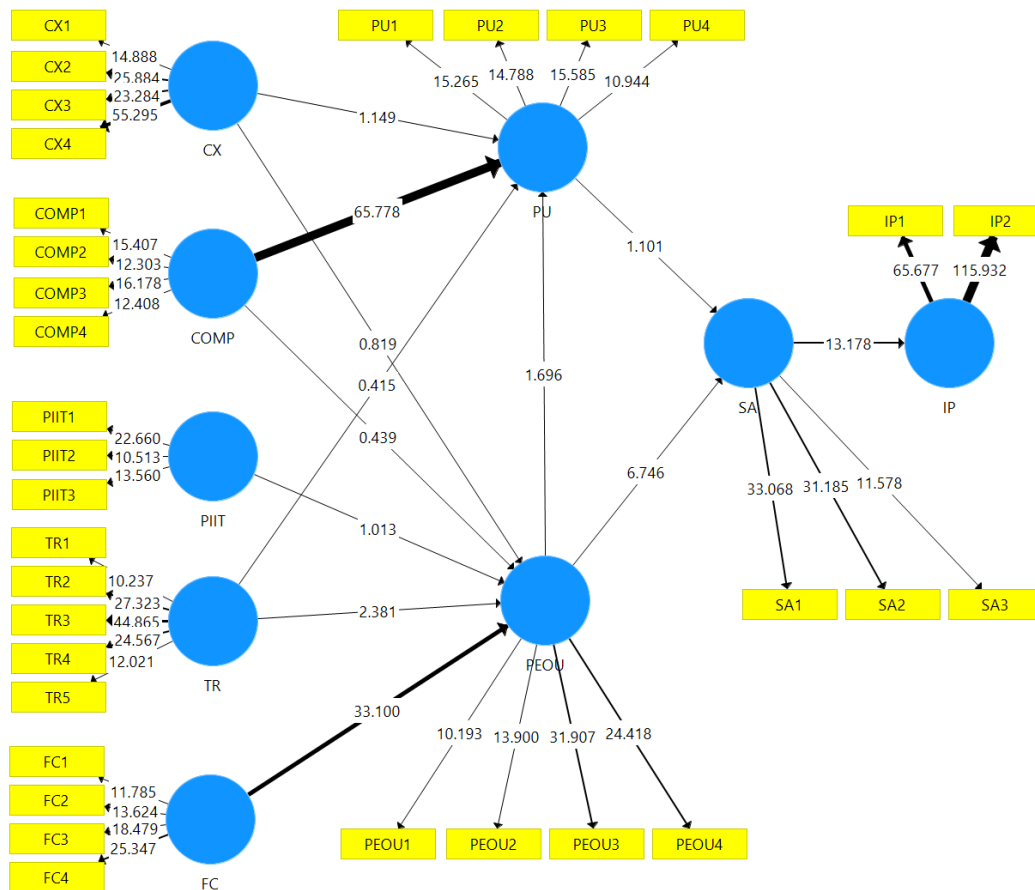 CX1
CX2
CX3
CX4
14.888
25.884
23.284
55.295
CX
PU1
PU2
PU3
PU4
15.265
14.788
15.585
10.944
PU
1.149
COMP1
COMP2
COMP3
COMP4
15.407
12.303
16.178
12.408
COMP
65.778
0.819
0.415
0.439
1.696
1.101
IP1
IP2
65.677
115.932
IP
SA
13.178
6.746
33.068
31.185
11.578
SA1
SA2
SA3
PIIT1
PIIT2
PIIT3
22.660
10.513
13.560
PIIT
1.013
TR1
TR2
TR3
TR4
TR5
10.237
27.323
44.865
24.567
12.021
TR
2.381
PEOU
33.100
10.193
13.900
31.907
24.418
PEOU1
PEOU2
PEOU3
PEOU4
FC1
FC2
FC3
FC4
11.785
13.624
18.479
25.347
FC